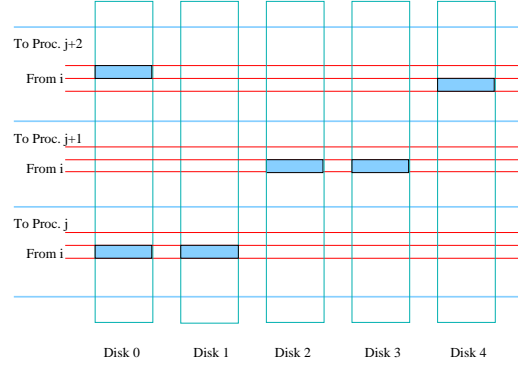 To Proc. j+2
From i
To Proc. j+1
From i
To Proc. j
From i
Disk 0 Disk 1 Disk 2 Disk 3 Disk 4